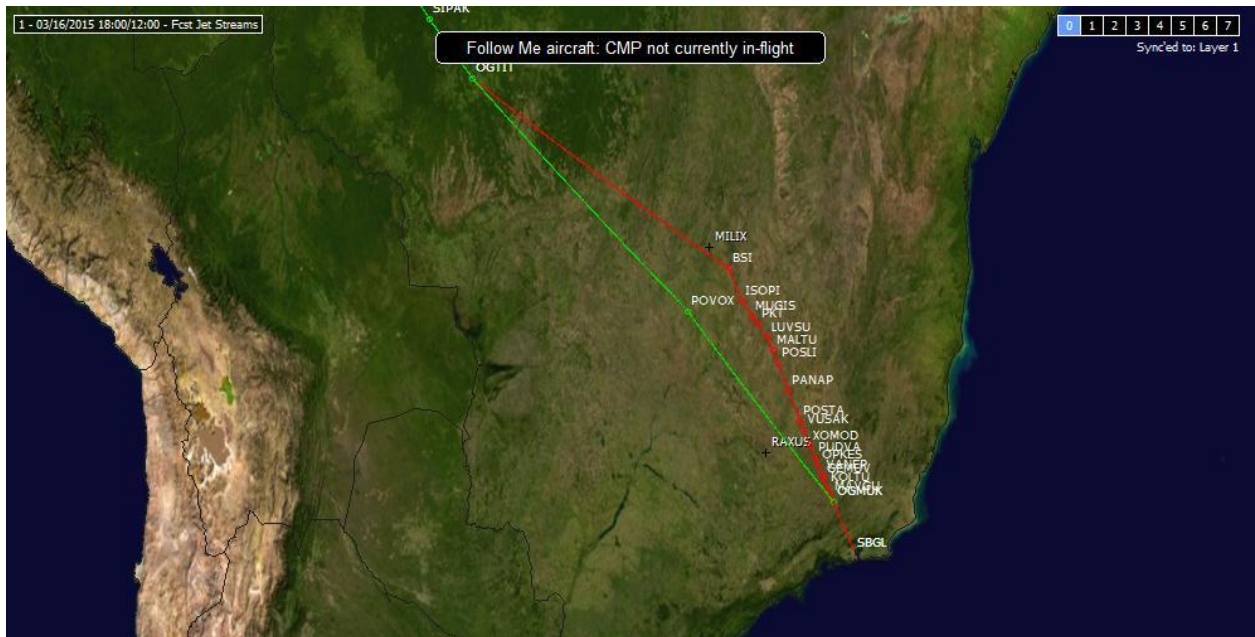 SIPAK
1 - 03/16/2015 18:00/12:00 - Fcst Jet Streams
0 1 2 3 4 5 6 7
Follow Me aircraft: CMP not currently in-flight
Sync'ed to: Layer 1
OGTIT
MILIX
BSI
ISOPI
POVOX
MUGIS
PKT
LUVSU
MALTU
POSLI
PANAP
POSTA
VUSAK
XOMOD
RAXUS
PUDVA
OPKES
VANER
KOLTU
OGMUK
SBGL